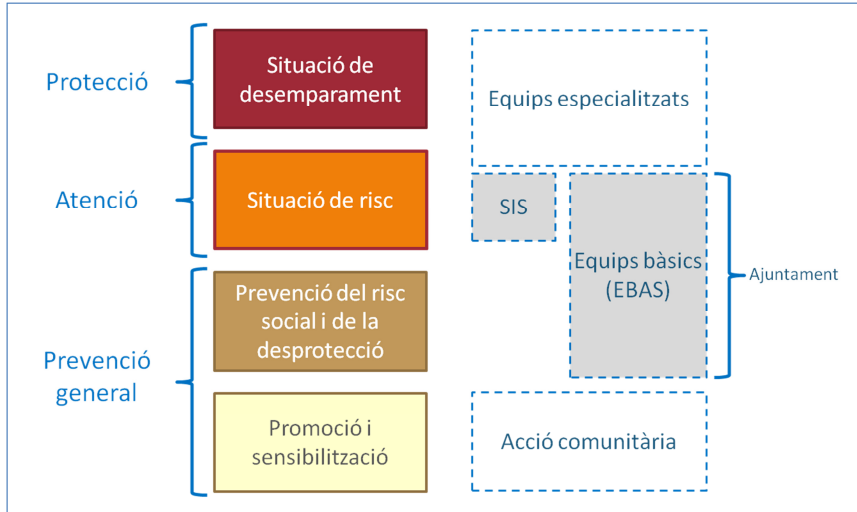 Protecció
Situació de
desemparament
Equips especialitzats
Atenció
Situació de risc
SIS
Equips bàsics
(EBAS)
Ajuntament
Prevenció
general
Prevenció del risc
social i de la
desprotecció
Promoció i
sensibilització
Acció comunitària